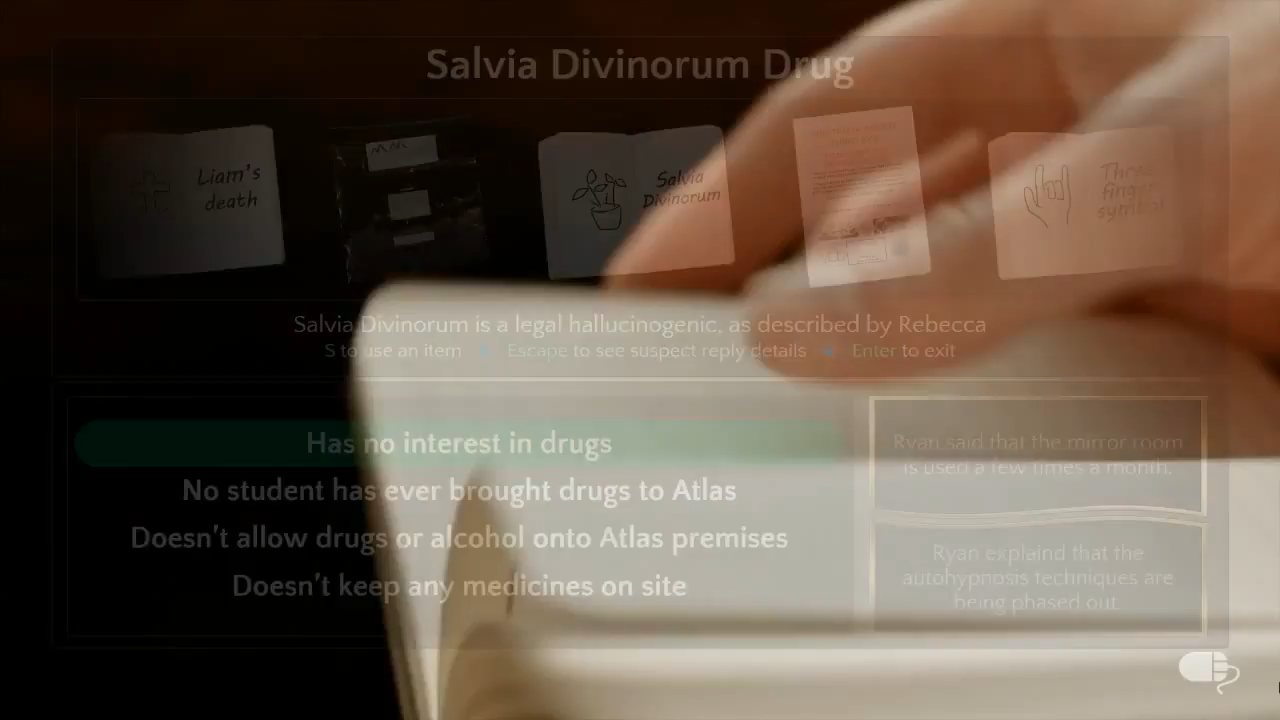 Salvia Divinorum Drug
Liam's
death
Salvia
Divinorum
Three
finger
symbol
Salvia Divinorum is a legal hallucinogenic, as described by Rebecca
S to use an item
Escape to see suspect reply details
Enter to exit
Has no interest in drugs
No student has ever brought drugs to Atlas
Doesn't allow drugs or alcohol onto Atlas premises
Doesn't keep any medicines on site
Ryan said that the mirror room
is used a few times a month.
Ryan explaind that the
autohypnosis techniques are
being phased out.